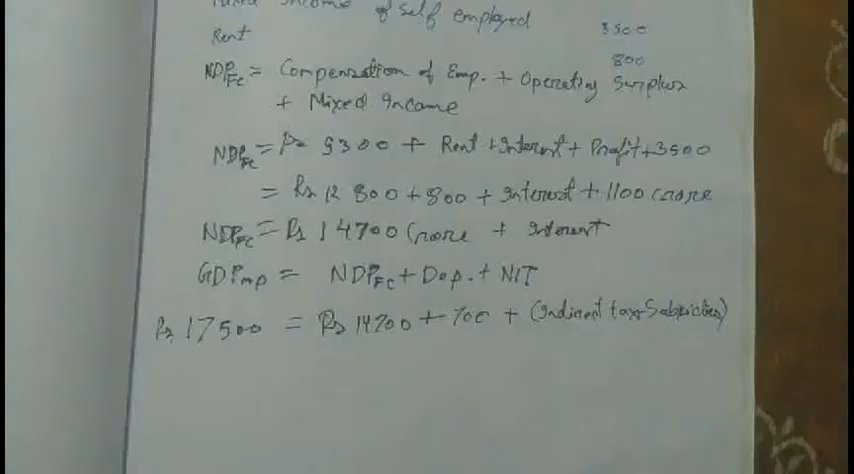 Mixed Income of self employed 3500
Rent 800
NDPFC = Compensation of Emp. + Operating Surplus
+ Mixed Income
NDPFC = Rs 9300 + Rent + Interest + Profit + 3500
= Rs 12 800 + 800 + Interest + 1100 crore
NDPFC = Rs 14700 Crore + Interest
GDPmp = NDPFC + Dep. + NIT
Rs 17500 = Rs 14700 + 700 + (Indirect tax - Subsidies)